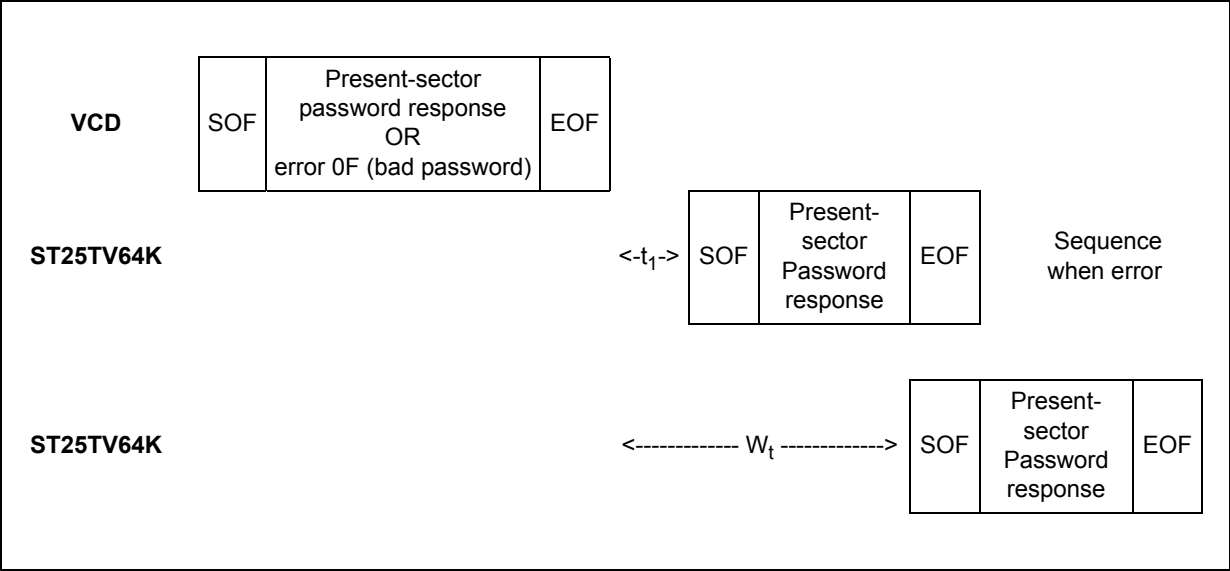 VCD
SOF
Present-sector
password response
OR
error 0F (bad password)
EOF
ST25TV64K
<-t1->
SOF
Present-
sector
Password
response
EOF
Sequence
when error
ST25TV64K
<------------- Wt ------------->
SOF
Present-
sector
Password
response
EOF